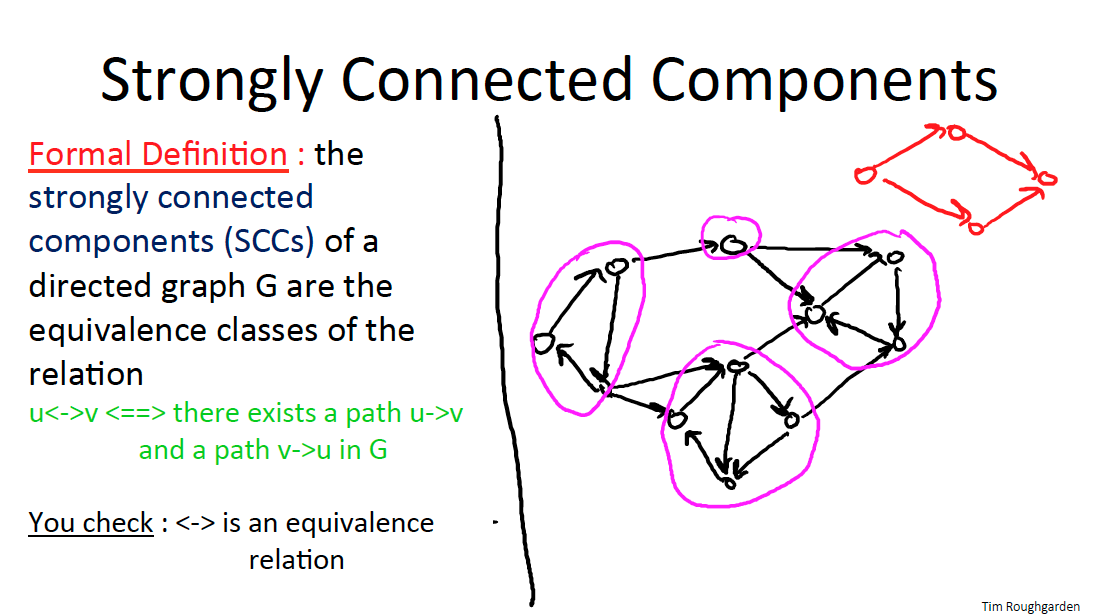 Strongly Connected Components
Formal Definition : the
strongly connected
components (SCCs) of a
directed graph G are the
equivalence classes of the
relation
u<->v <==> there exists a path u->v
and a path v->u in G
You check : <-> is an equivalence
relation
Tim Roughgarden